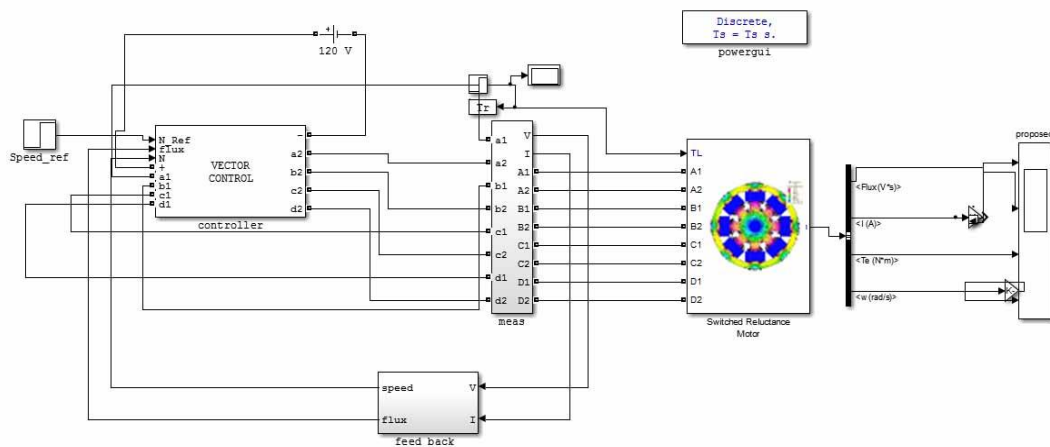 Discrete,
Ts = Ts s.
powergui
+
120 V
Tr
Speed_ref
N_Ref
flux
N
+
a1
b1
c1
d1
VECTOR
CONTROL
-
a2
b2
c2
d2
controller
a1
a2
b1
b2
c1
c2
d1
d2
V
I
A1
A2
B1
B2
C1
C2
D1
D2
meas
TL
A1
A2
B1
B2
C1
C2
D1
D2
Switched Reluctance
Motor
<Flux (V*s)>
<I (A)>
<Te (N*m)>
<w (rad/s)>
proposed
speed
flux
V
I
feed back